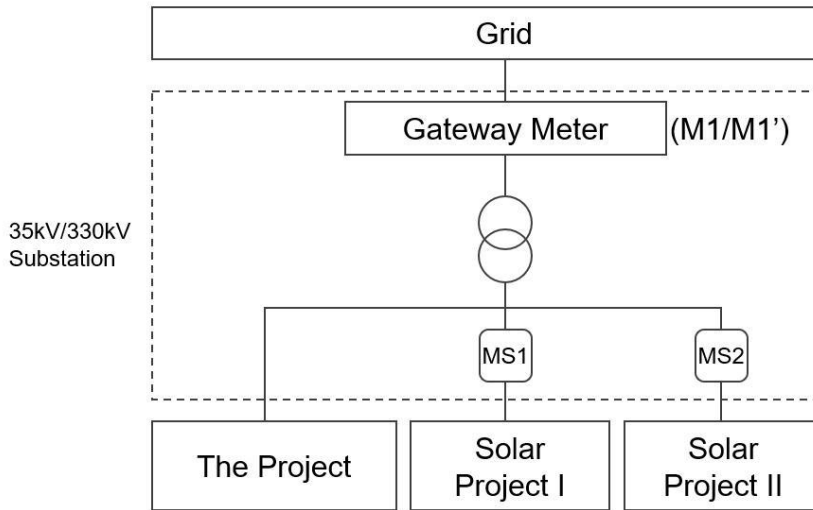 Grid
Gateway Meter
(M1/M1’)
35kV/330kV
Substation
MS1
MS2
The Project
Solar
Project I
Solar
Project II